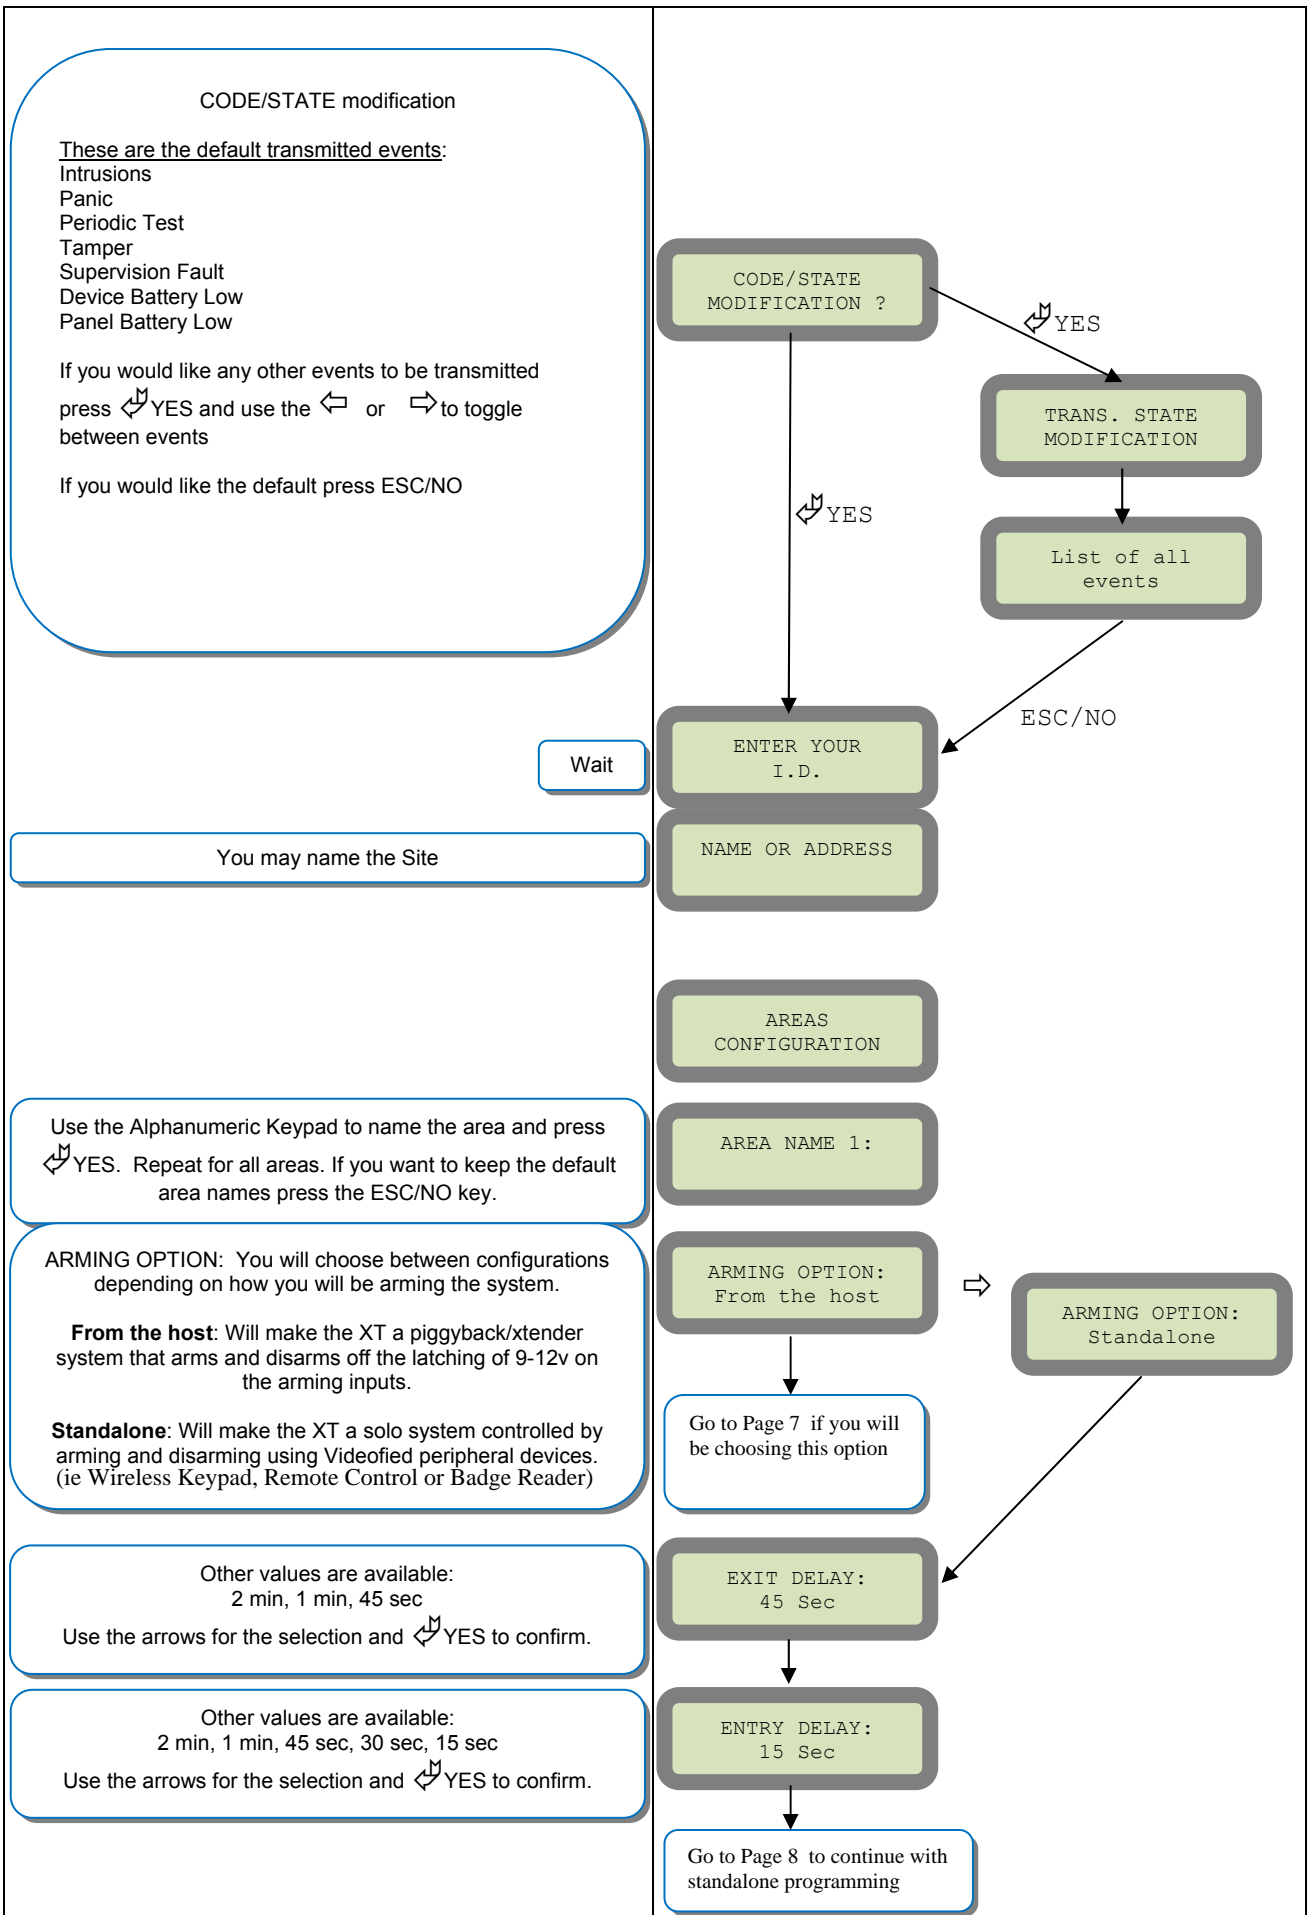 CODE/STATE modification
These are the default transmitted events:
Intrusions
Panic
Periodic Test
Tamper
Supervision Fault
Device Battery Low
Panel Battery Low
If you would like any other events to be transmitted
press YES and use the ⇦ or ⇨ to toggle
between events
If you would like the default press ESC/NO
CODE/STATE
MODIFICATION ?
YES
TRANS. STATE
MODIFICATION
YES
List of all
events
ESC/NO
Wait
ENTER YOUR
I.D.
You may name the Site
NAME OR ADDRESS
AREAS
CONFIGURATION
Use the Alphanumeric Keypad to name the area and press
YES. Repeat for all areas. If you want to keep the default
area names press the ESC/NO key.
AREA NAME 1:
ARMING OPTION: You will choose between configurations
depending on how you will be arming the system.
From the host: Will make the XT a piggyback/xtender
system that arms and disarms off the latching of 9-12v on
the arming inputs.
Standalone: Will make the XT a solo system controlled by
arming and disarming using Videofied peripheral devices.
(ie Wireless Keypad, Remote Control or Badge Reader)
ARMING OPTION:
From the host
⇨
ARMING OPTION:
Standalone
Go to Page 7 if you will
be choosing this option
Other values are available:
2 min, 1 min, 45 sec
Use the arrows for the selection and YES to confirm.
EXIT DELAY:
45 Sec
Other values are available:
2 min, 1 min, 45 sec, 30 sec, 15 sec
Use the arrows for the selection and YES to confirm.
ENTRY DELAY:
15 Sec
Go to Page 8 to continue with
standalone programming